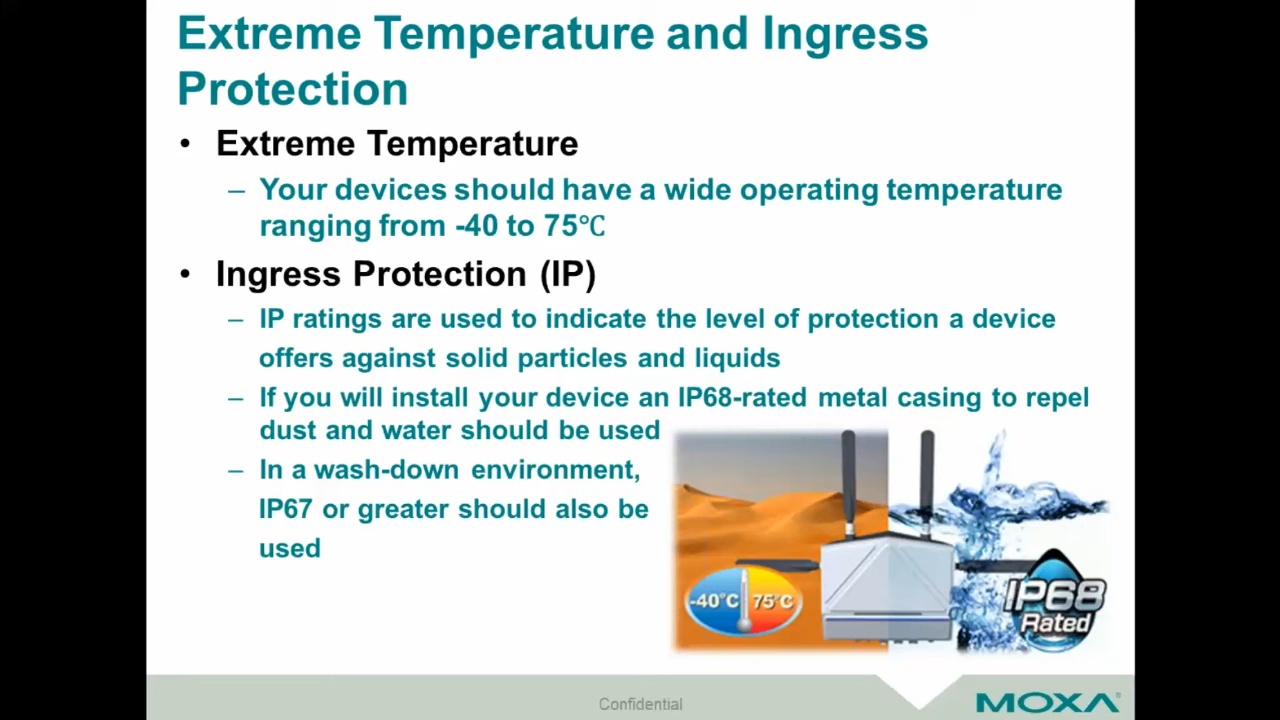 Extreme Temperature and Ingress
Protection
• Extreme Temperature
– Your devices should have a wide operating temperature
ranging from -40 to 75℃
• Ingress Protection (IP)
– IP ratings are used to indicate the level of protection a device
offers against solid particles and liquids
– If you will install your device an IP68-rated metal casing to repel
dust and water should be used
– In a wash-down environment,
IP67 or greater should also be
used
-40°C 75°C
IP68
Rated
Confidential
MOXA®